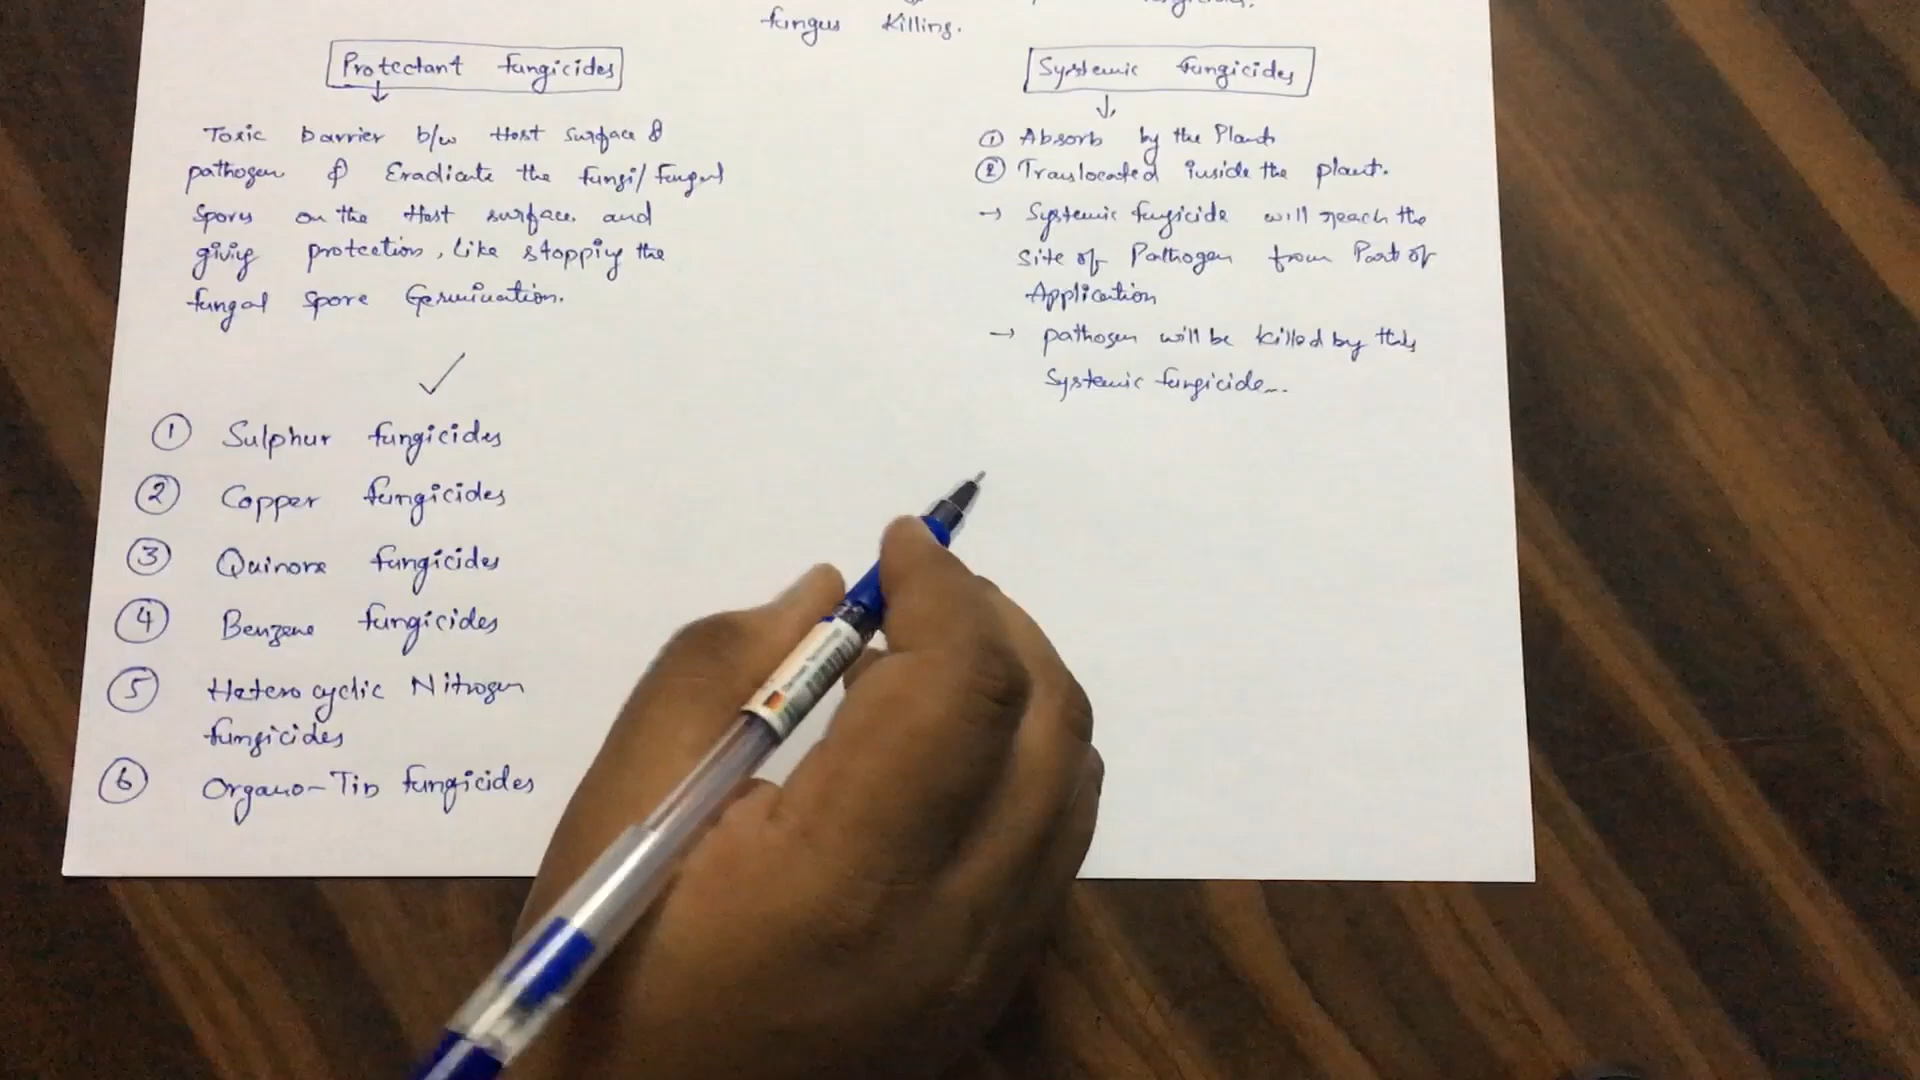 fungus Killing.
fungicides.
Protectant fungicides
Toxic barrier b/w Host surface &
pathogen & Eradicate the fungi/fungal
Spores on the Host surface and
giving protection, like stopping the
fungal spore Germination.
① Sulphur fungicides
② Copper fungicides
③ Quinone fungicides
④ Benzene fungicides
⑤ Heterocyclic Nitrogen
fungicides
⑥ Organo-Tin fungicides
Systemic fungicides
① Absorb by the Plants
② Translocated inside the plant.
→ Systemic fungicide will reach the
site of Pathogen from Part of
Application
→ pathogen will be killed by this
Systemic fungicide...